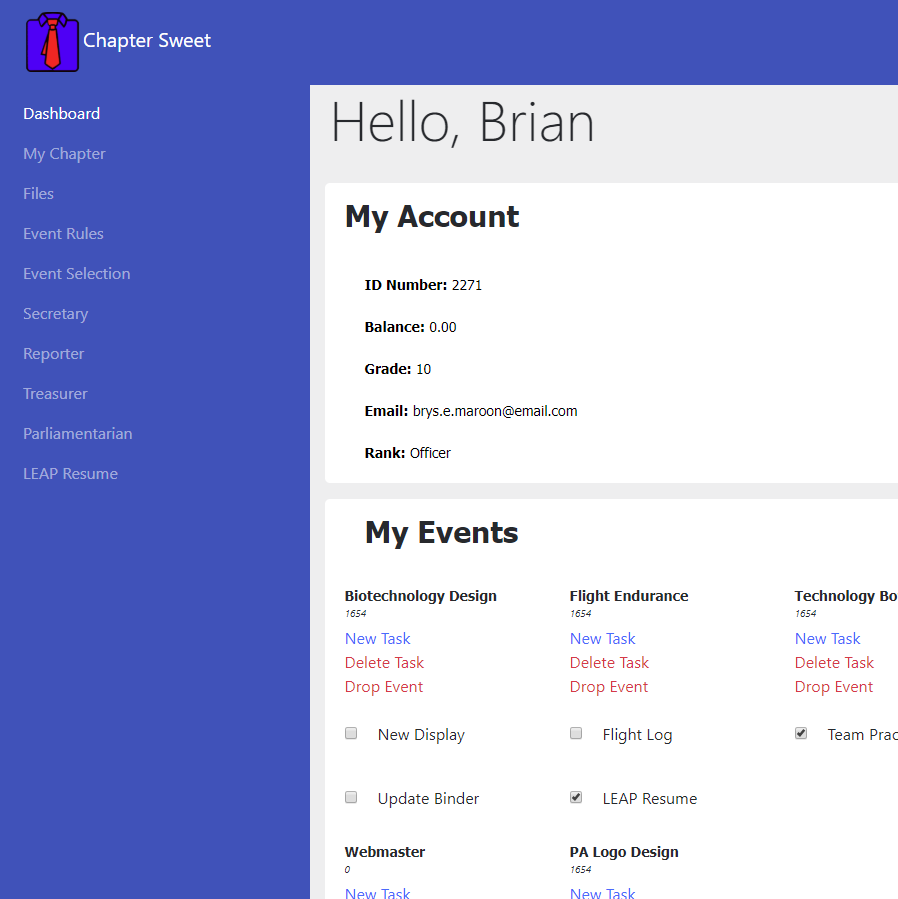 Chapter Sweet
Dashboard
My Chapter
Files
Event Rules
Event Selection
Secretary
Reporter
Treasurer
Parliamentarian
LEAP Resume
Hello, Brian
My Account
ID Number: 2271
Balance: 0.00
Grade: 10
Email: brys.e.maroon@email.com
Rank: Officer
My Events
Biotechnology Design
1654
New Task
Delete Task
Drop Event
New Display
Update Binder
Flight Endurance
1654
New Task
Delete Task
Drop Event
Flight Log
LEAP Resume
Technology Bo
1654
New Task
Delete Task
Drop Event
Team Prac
Webmaster
0
New Task
PA Logo Design
1654
New Task